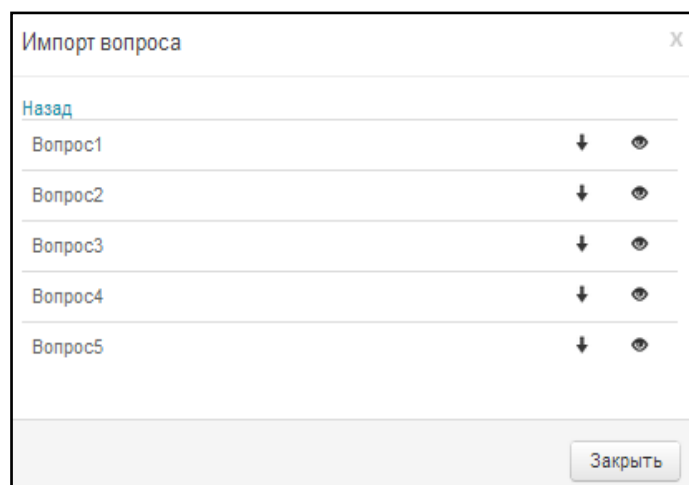 Импорт вопроса X
Назад
Вопрос1
Вопрос2
Вопрос3
Вопрос4
Вопрос5
Закрыть